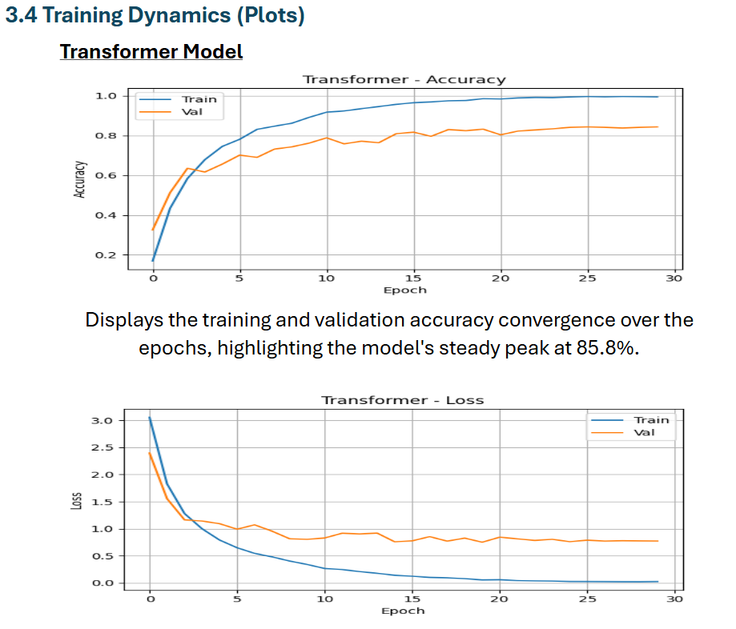 3.4 Training Dynamics (Plots)
Transformer Model
Transformer - Accuracy
Train
Val
1.0
0.8
0.6
0.4
0.2
Accuracy
0 5 10 15 20 25 30
Epoch
Displays the training and validation accuracy convergence over the
epochs, highlighting the model's steady peak at 85.8%.
Transformer - Loss
Train
Val
3.0
2.5
2.0
1.5
1.0
0.5
0.0
Loss
0 5 10 15 20 25 30
Epoch